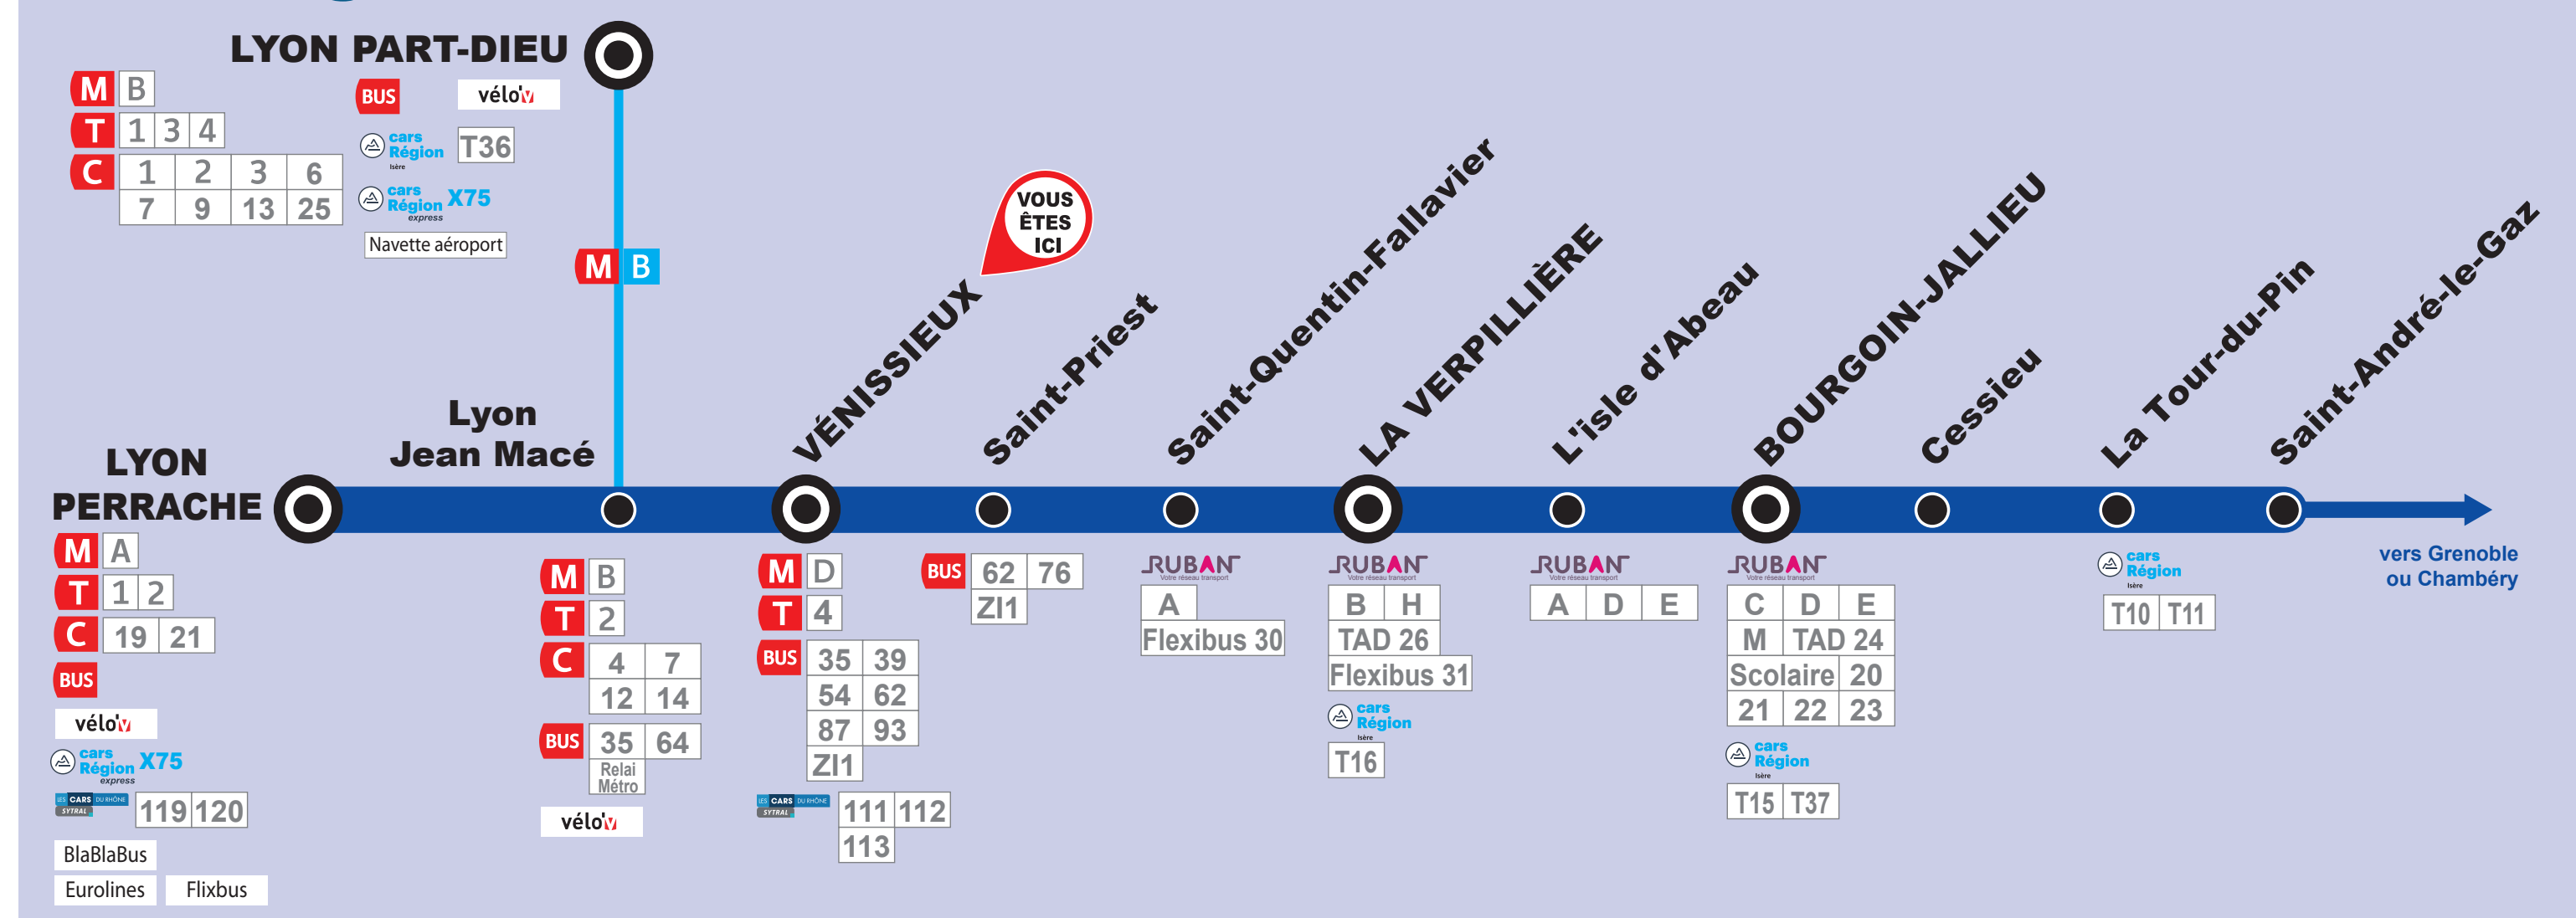 LYON PART-DIEU
M B
T 1 3 4
C 1 2 3 6
7 9 13 25
BUS vélo'v
cars Région Isère T36
cars Région express X75
Navette aéroport
M B
VOUS
ÊTES
ICI
LYON
PERRACHE
Lyon
Jean Macé
VÉNISSIEUX
Saint-Priest
Saint-Quentin-Fallavier
LA VERPILLIÈRE
L'isle d'Abeau
BOURGOIN-JALLIEU
Cessieu
La Tour-du-Pin
Saint-André-le-Gaz
vers Grenoble
ou Chambéry
M A
T 1 2
C 19 21
BUS
vélo'v
cars Région express X75
LES CARS DU RHÔNE SYTRAL 119 120
BlaBlaBus
Eurolines Flixbus
M B
T 2
C 4 7
12 14
BUS 35 64
Relai
Métro
vélo'v
M D
T 4
BUS 35 39
54 62
87 93
ZI1
LES CARS DU RHÔNE SYTRAL 111 112
113
BUS 62 76
ZI1
RUBAN
Votre réseau transport
A
Flexibus 30
RUBAN
Votre réseau transport
B H
TAD 26
Flexibus 31
cars
Région
Isère
T16
RUBAN
Votre réseau transport
A D E
RUBAN
Votre réseau transport
C D E
M TAD 24
Scolaire 20
21 22 23
cars
Région
Isère
T15 T37
cars
Région
Isère
T10 T11